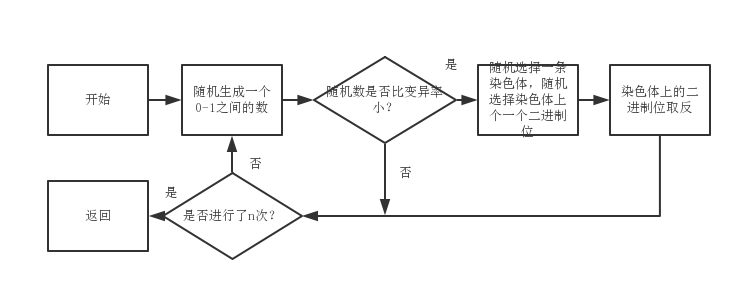 是
开始
随机生成一个
0-1之间的数
随机数是否比变异率
小?
随机选择一条
染色体，随机
选择染色体上
个一个二进制
位
染色体上的二
进制位取反
否
否
是
返回
是否进行了n次?